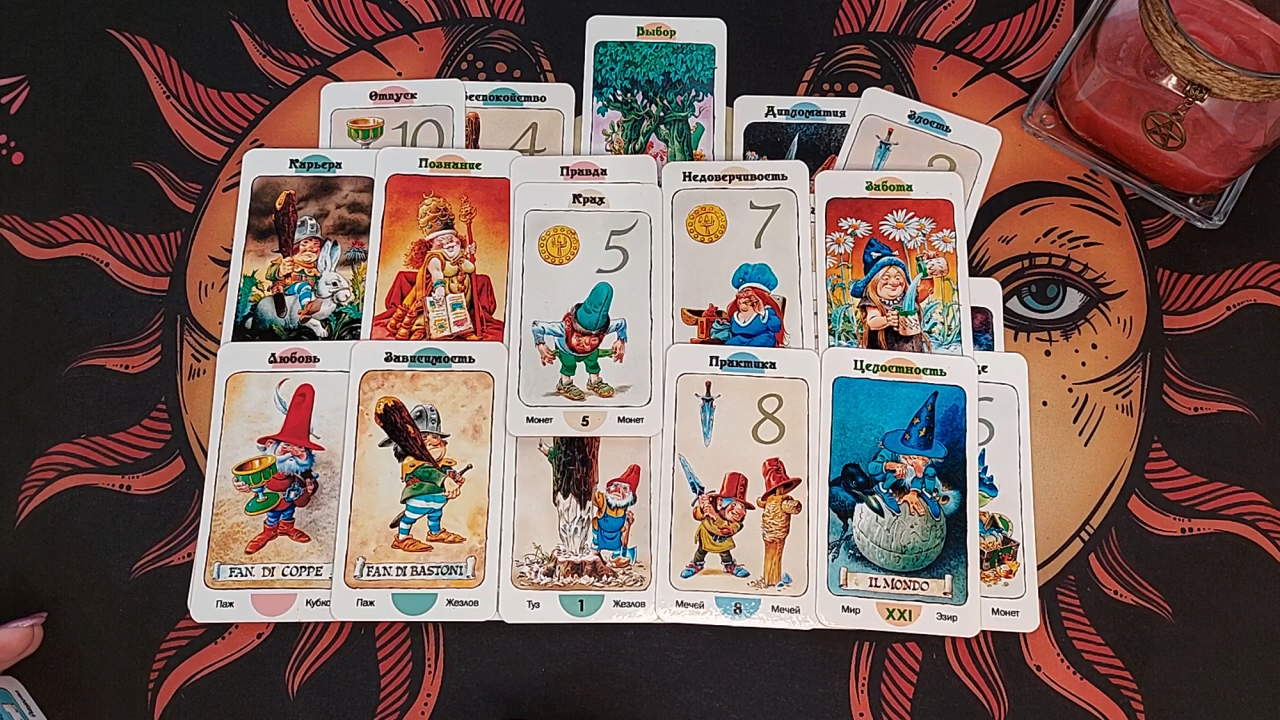 Выбор
Отпуск
10
4
Дипломатия
Злость
Карьера
Познание
Правда
Крах
5
Монет 5 Монет
Недоверчивость
7
Забота
Любовь
FAN. DI COPPE
Паж
Зависимость
FAN. DI BASTONI
Паж Жезлов
Туз 1 Жезлов
Практика
8
Мечей 8 Мечей
Целостность
IL MONDO
Мир XXI Эзир
Монет